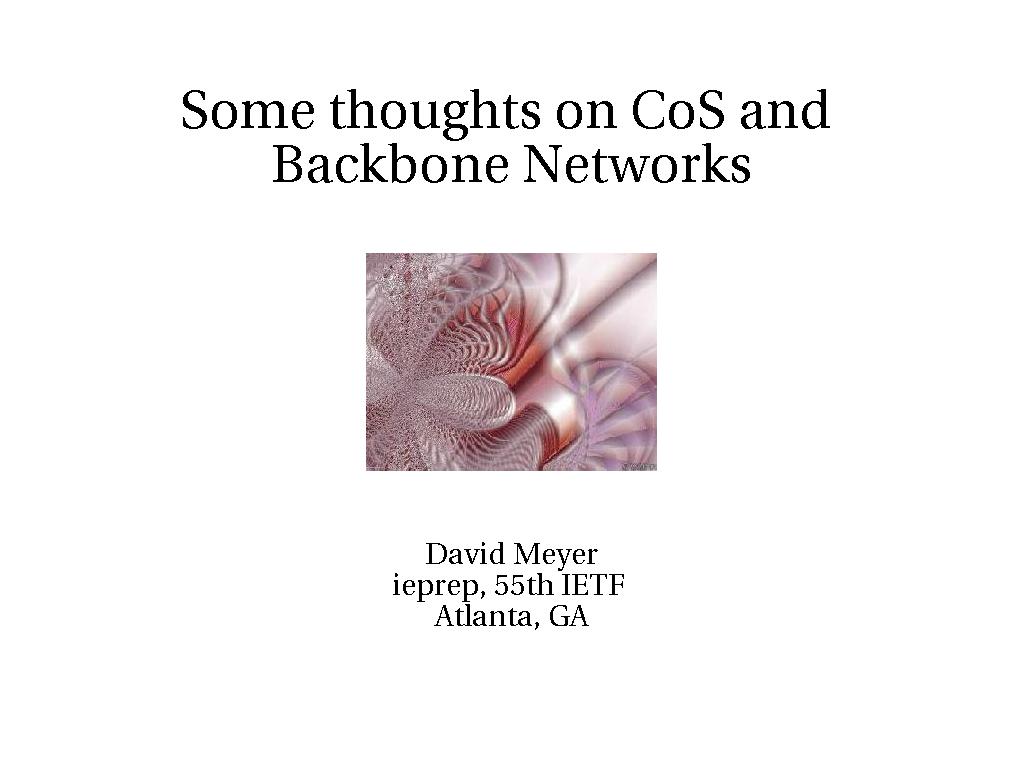 Some thoughts on CoS and
Backbone Networks
David Meyer
ieprep, 55th IETF
Atlanta, GA